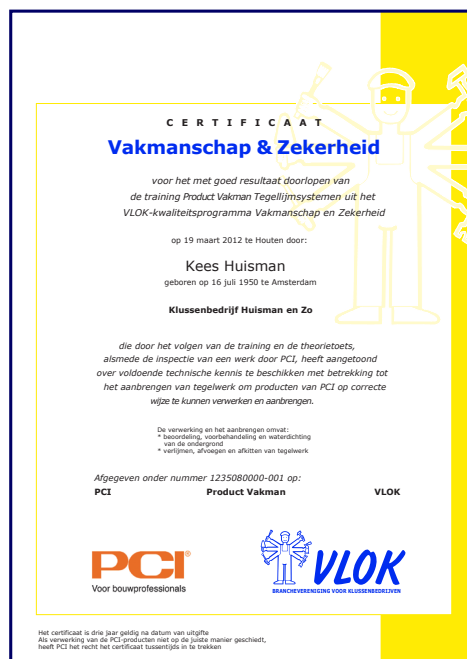 CERTIFICAAT
Vakmanschap & Zekerheid
voor het met goed resultaat doorlopen van
de training Product Vakman Tegellijmsystemen uit het
VLOK-kwaliteitsprogramma Vakmanschap en Zekerheid
op 19 maart 2012 te Houten door:
Kees Huisman
geboren op 16 juli 1950 te Amsterdam
Klussenbedrijf Huisman en Zo
die door het volgen van de training en de theorietoets,
alsmede de inspectie van een werk door PCI, heeft aangetoond
over voldoende technische kennis te beschikken met betrekking tot
het aanbrengen van tegelwerk om producten van PCI op correcte
wijze te kunnen verwerken en aanbrengen.
De verwerking en het aanbrengen omvat:
* beoordeling, voorbehandeling en waterdichting
van de ondergrond
* verlijmen, afvoegen en afkitten van tegelwerk
Afgegeven onder nummer 1235080000-001 op:
PCI Product Vakman VLOK
PCI®
Voor bouwprofessionals
VLOK
BRANCHEVERENIGING VOOR KLUSSENBEDRIJVEN
Het certificaat is drie jaar geldig na datum van uitgifte
Als verwerking van de PCI-producten niet op de juiste manier geschiedt,
heeft PCI het recht het certificaat tussentijds in te trekken